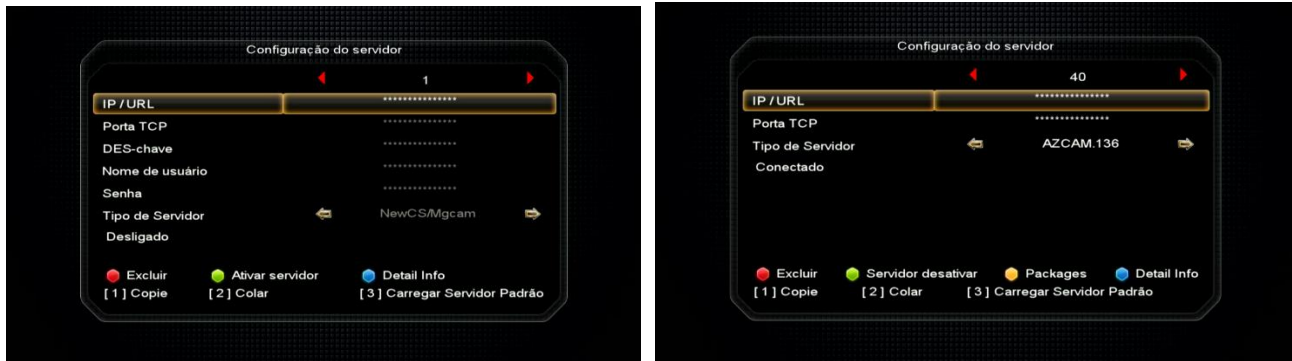 Configuração do servidor
1
IP / URL ***************
Porta TCP ***************
DES-chave ***************
Nome de usuário ***************
Senha ***************
Tipo de Servidor NewCS/Mgcam
Desligado
Excluir Ativar servidor Detail Info
[ 1 ] Copie [ 2 ] Colar [ 3 ] Carregar Servidor Padrão
Configuração do servidor
40
IP / URL ***************
Porta TCP ***************
Tipo de Servidor AZCAM.136
Conectado
Excluir Servidor desativar Packages Detail Info
[ 1 ] Copie [ 2 ] Colar [ 3 ] Carregar Servidor Padrão